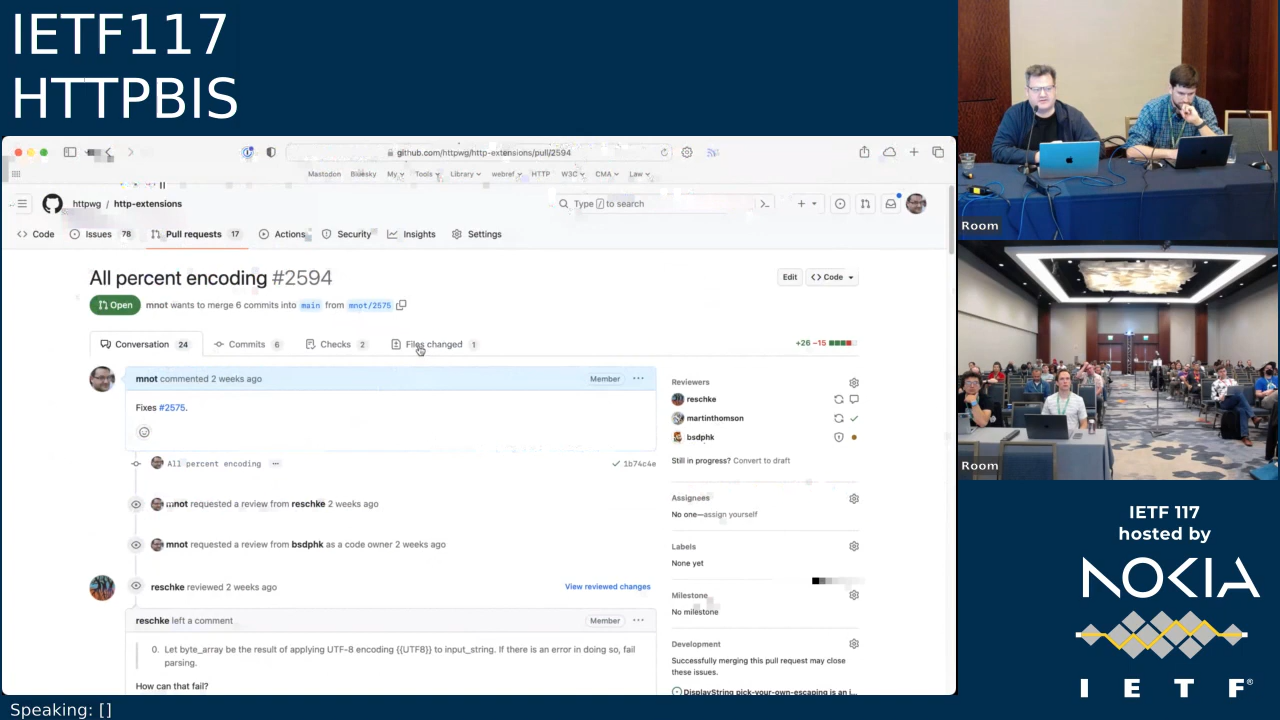 IETF117
HTTPBIS
github.com/httpwg/http-extensions/pull/2594
Mastodon Bluesky My Tools Library webref HTTP W3C CMA Law
httpwg / http-extensions
Type / to search
Code Issues 78 Pull requests 17 Actions Security Insights Settings
All percent encoding #2594
Edit <> Code
Open mnot wants to merge 6 commits into main from mnot/2575
Conversation 24 Commits 6 Checks 2 Files changed 1
+26 −15
mnot commented 2 weeks ago Member ...
Fixes #2575.
All percent encoding ... 1b74c4e
mnot requested a review from reschke 2 weeks ago
mnot requested a review from bsdphk as a code owner 2 weeks ago
reschke reviewed 2 weeks ago View reviewed changes
reschke left a comment Member ...
0. Let byte_array be the result of applying UTF-8 encoding {{UTF8}} to input_string. If there is an error in doing so, fail
parsing.
How can that fail?
Reviewers
reschke
martinthomson
bsdphk
Still in progress? Convert to draft
Assignees
No one—assign yourself
Labels
None yet
Milestone
No milestone
Development
Successfully merging this pull request may close
these issues.
DisplayString pick-your-own-escaping is an i...
Room
Room
IETF 117
hosted by
NOKIA
I E T F®
Speaking: []